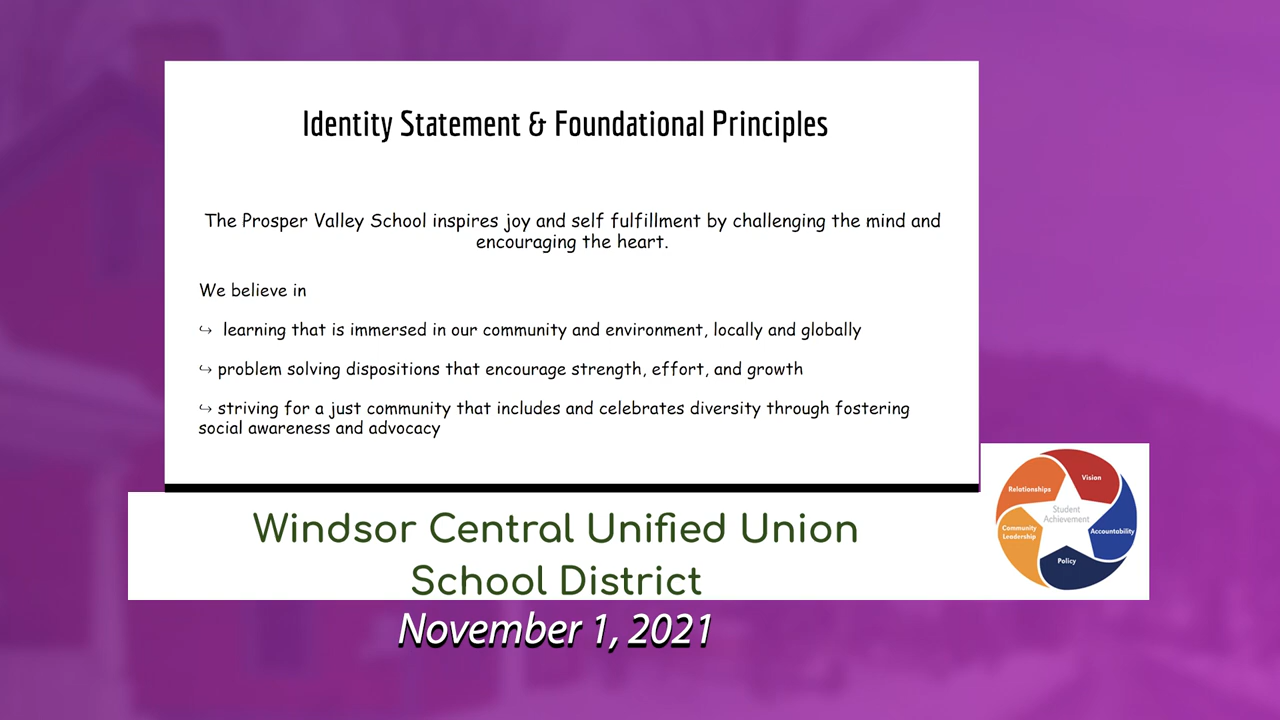 Identity Statement & Foundational Principles
The Prosper Valley School inspires joy and self fulfillment by challenging the mind and
encouraging the heart.
We believe in
↪ learning that is immersed in our community and environment, locally and globally
↪ problem solving dispositions that encourage strength, effort, and growth
↪ striving for a just community that includes and celebrates diversity through fostering
social awareness and advocacy
Windsor Central Unified Union
School District
November 1, 2021
Relationships
Vision
Student
Achievement
Community
Leadership
Accountability
Policy